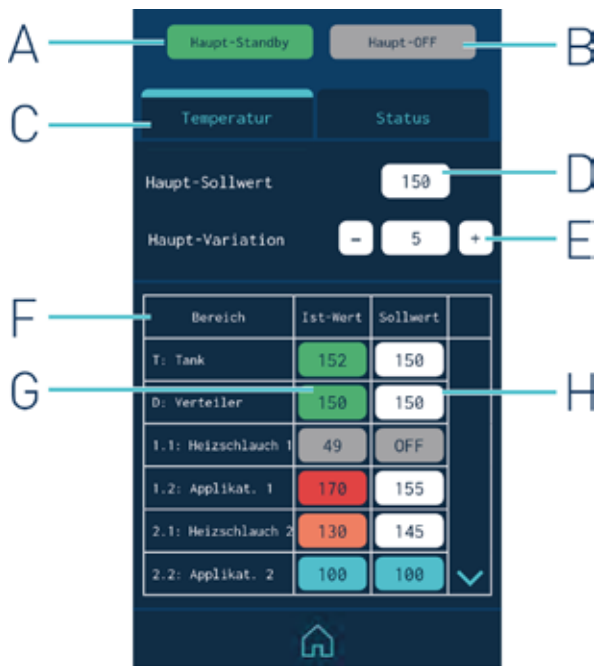 A
Haupt-Standby
Haupt-OFF
B
C
Temperatur
Status
Haupt-Sollwert
150
D
Haupt-Variation
-
5
+
E
F
Bereich
Ist-Wert
Sollwert
T: Tank
152
150
G
D: Verteiler
150
150
H
1.1: Heizschlauch 1
49
OFF
1.2: Applikat. 1
170
155
2.1: Heizschlauch 2
130
145
2.2: Applikat. 2
100
100